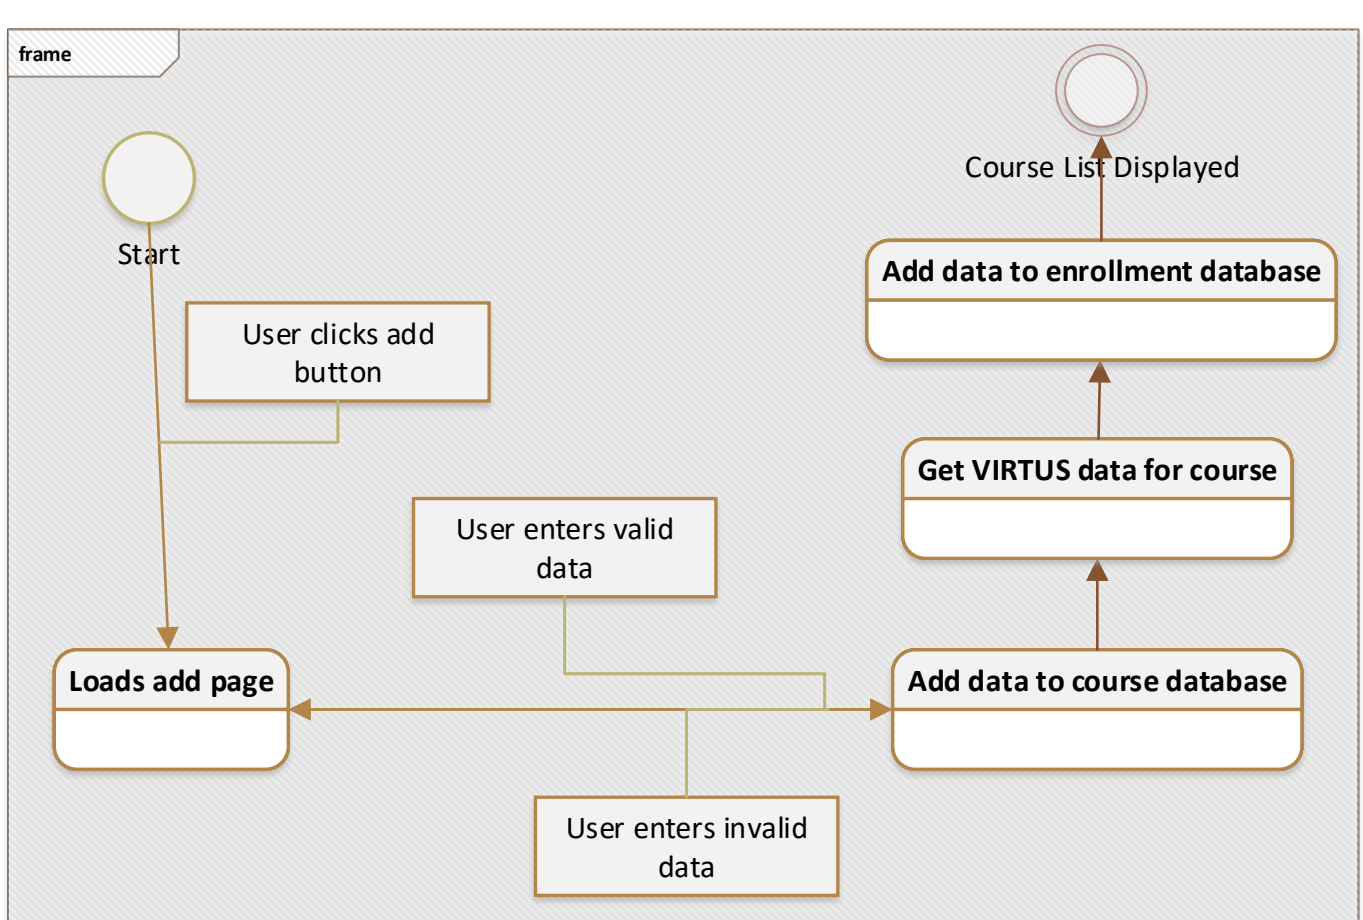 frame
Course List Displayed
Start
Add data to enrollment database
User clicks add
button
Get VIRTUS data for course
User enters valid
data
Loads add page
Add data to course database
User enters invalid
data